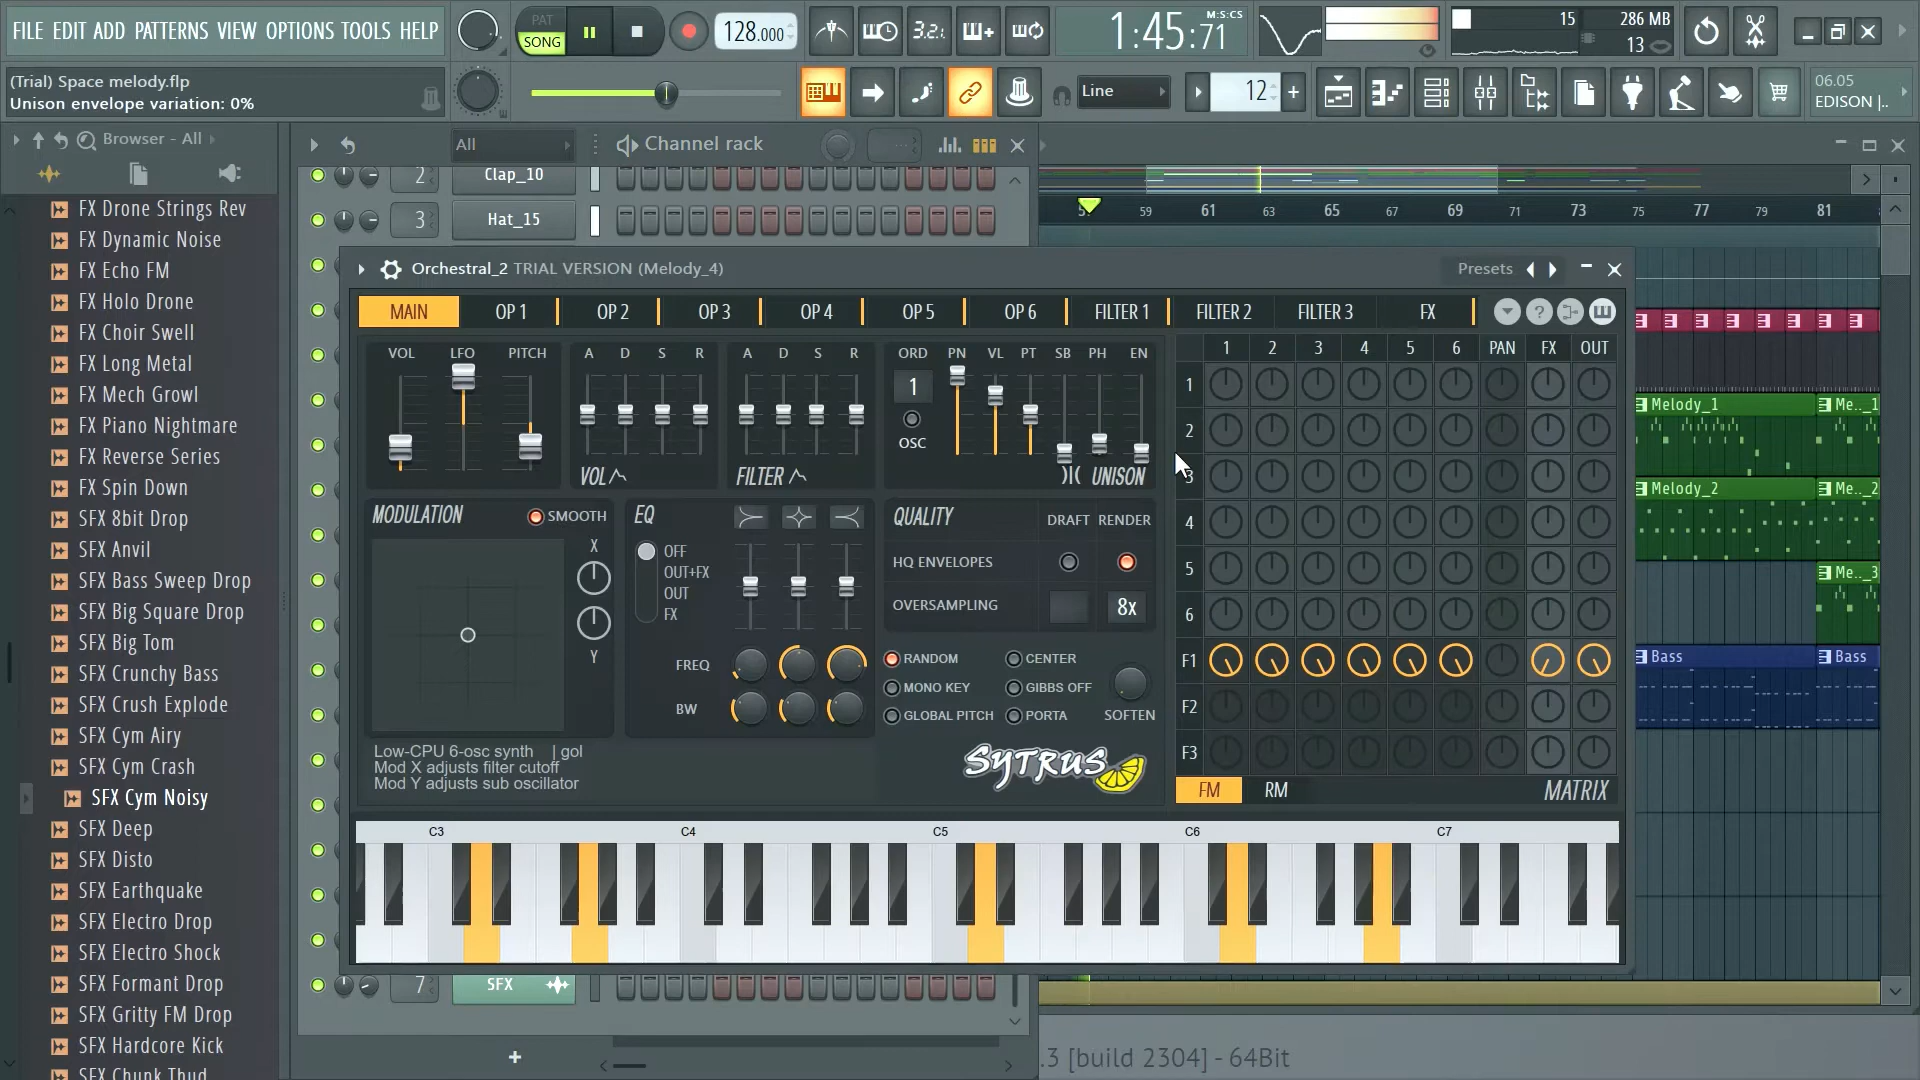 FILE EDIT ADD PATTERNS VIEW OPTIONS TOOLS HELP
PAT
SONG
128.000
3.2.1
1:45:71
M:S:CS
15
286 MB
13
(Trial) Space melody.flp
Unison envelope variation: 0%
Line
12
06.05
EDISON |..
Browser - All
All
Channel rack
2
Clap_10
3
Hat_15
59 61 63 65 67 69 71 73 75 77 79 81
FX Drone Strings Rev
FX Dynamic Noise
FX Echo FM
FX Holo Drone
FX Choir Swell
FX Long Metal
FX Mech Growl
FX Piano Nightmare
FX Reverse Series
FX Spin Down
SFX 8bit Drop
SFX Anvil
SFX Bass Sweep Drop
SFX Big Square Drop
SFX Big Tom
SFX Crunchy Bass
SFX Crush Explode
SFX Cym Airy
SFX Cym Crash
SFX Cym Noisy
SFX Deep
SFX Disto
SFX Earthquake
SFX Electro Drop
SFX Electro Shock
SFX Formant Drop
SFX Gritty FM Drop
SFX Hardcore Kick
SFX Chunk Thud
Orchestral_2 TRIAL VERSION (Melody_4)
Presets
MAIN OP 1 OP 2 OP 3 OP 4 OP 5 OP 6 FILTER 1 FILTER 2 FILTER 3 FX
VOL LFO PITCH
A D S R
VOL
A D S R
FILTER
ORD PN VL PT SB PH EN
1
OSC
UNISON
1 2 3 4 5 6 PAN FX OUT
1
2
3
4
5
6
F1
F2
F3
FM RM MATRIX
MODULATION
SMOOTH
X
Y
EQ
OFF
OUT+FX
OUT
FX
FREQ
BW
QUALITY DRAFT RENDER
HQ ENVELOPES
OVERSAMPLING 8x
RANDOM CENTER
MONO KEY GIBBS OFF
GLOBAL PITCH PORTA
SOFTEN
Low-CPU 6-osc synth | gol
Mod X adjusts filter cutoff
Mod Y adjusts sub oscillator
SYTRUS
C3 C4 C5 C6 C7
Melody_1 Me.._1
Melody_2 Me.._2
Me.._3
Bass Bass
7
SFX
+
.3 [build 2304] - 64Bit